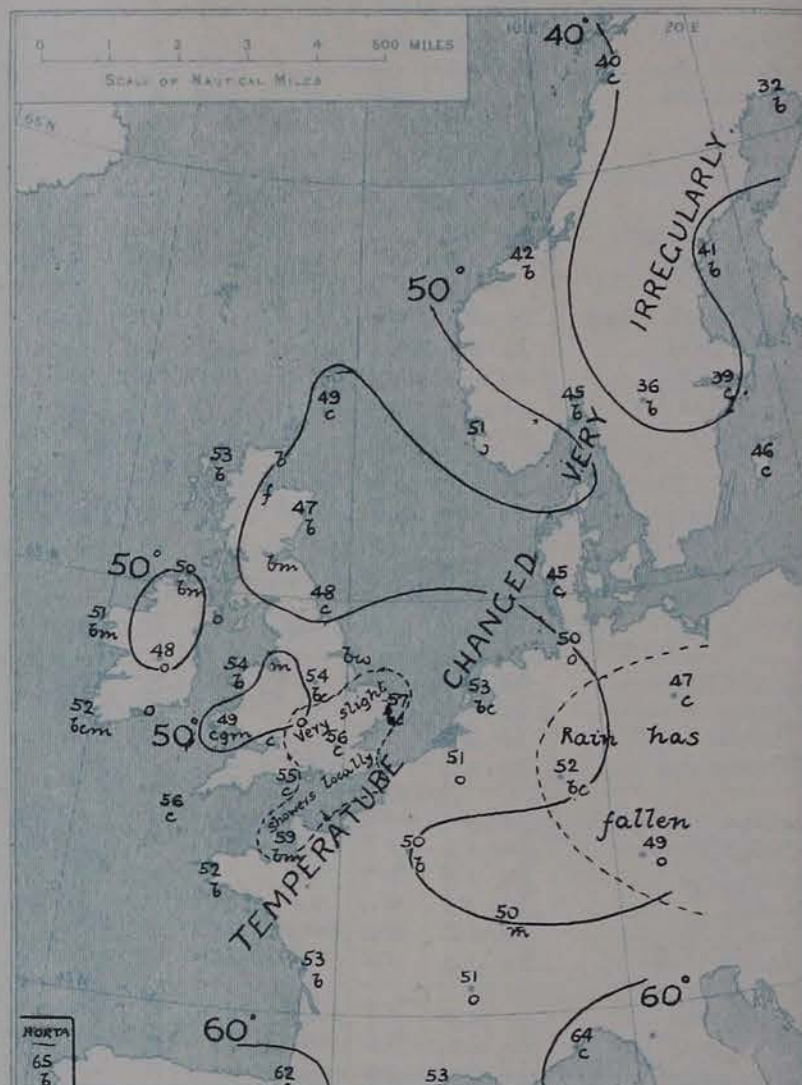 0 1 2 3 4 500 MILES
SCALE OF NAUTICAL MILES
10 E
20 E
65 N
40°
40
c
32
b
IRREGULARLY.
41
b
42
b
50°
49
c
45
b
36
b
39
c
51
VERY
46
c
53
b
b
f
47
b
bm
48
c
CHANGED
45
c
50°
50
bm
51
bm
48
o
50
o
54
b
m
54
bc
bw
57
53
bc
47
c
52
bcm
50°
49
cgm
c
very slight
56
c
showers locally
55
c
51
o
Rain has
52
bc
fallen
56
c
TEMPERATURE
59
bm
50
b
49
o
52
b
50
m
53
b
51
o
HORTA
65
b
60°
60°
64
c
62
53